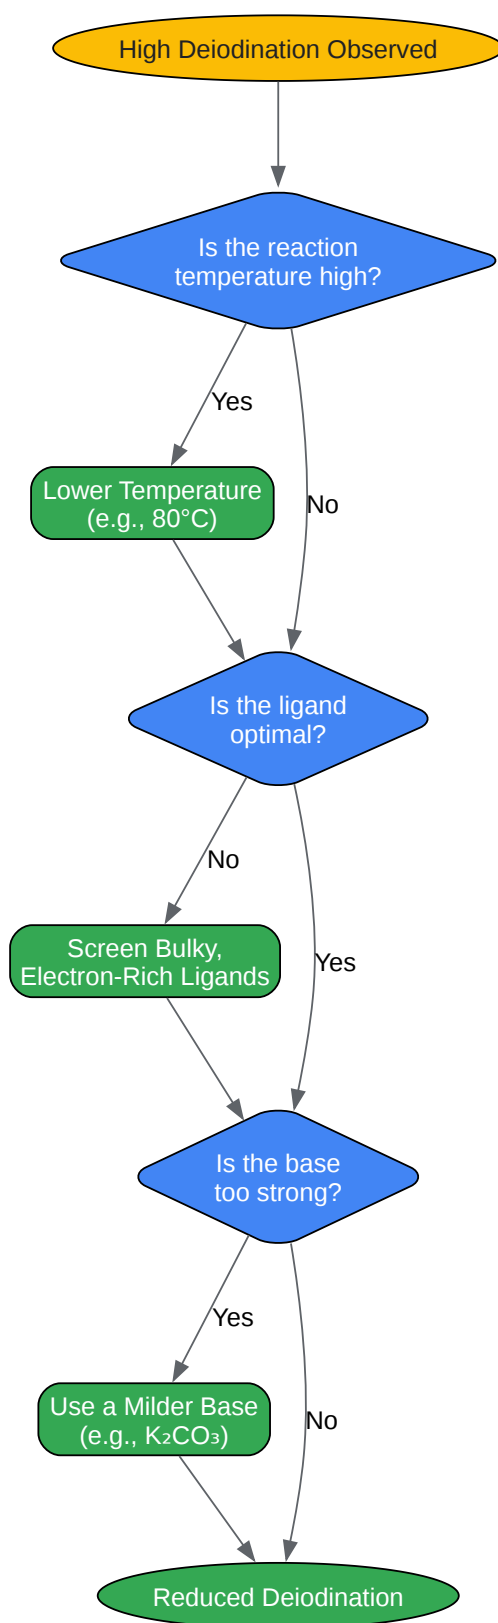 High Deiodination Observed
Is the reaction
temperature high?
Yes
Lower Temperature
(e.g., 80°C)
No
Is the ligand
optimal?
No
Screen Bulky,
Electron-Rich Ligands
Yes
Is the base
too strong?
Yes
Use a Milder Base
(e.g., K₂CO₃)
No
Reduced Deiodination